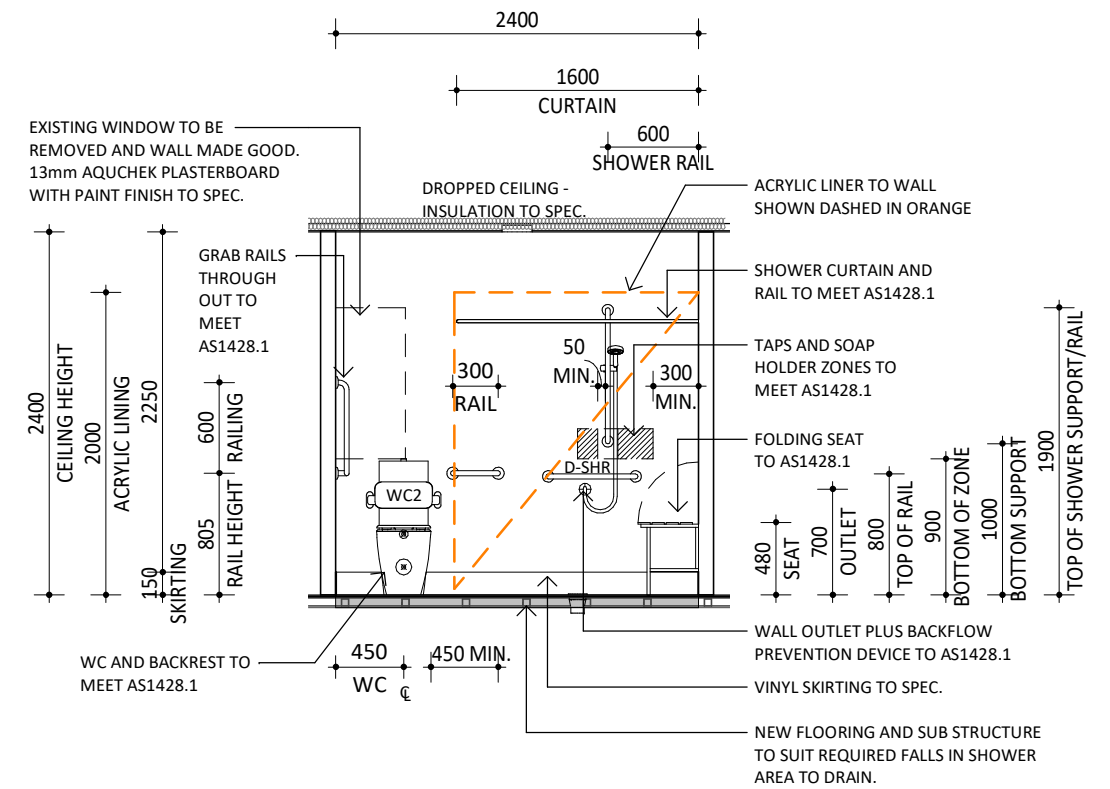 2400
1600
CURTAIN
600
SHOWER RAIL
EXISTING WINDOW TO BE
REMOVED AND WALL MADE GOOD.
13mm AQUCHEK PLASTERBOARD
WITH PAINT FINISH TO SPEC.
DROPPED CEILING -
INSULATION TO SPEC.
ACRYLIC LINER TO WALL
SHOWN DASHED IN ORANGE
GRAB RAILS
THROUGH
OUT TO
MEET
AS1428.1
SHOWER CURTAIN AND
RAIL TO MEET AS1428.1
TAPS AND SOAP
HOLDER ZONES TO
MEET AS1428.1
FOLDING SEAT
TO AS1428.1
50
MIN.
300
RAIL
300
MIN.
D-SHR
WC2
2400
CEILING HEIGHT
2000
ACRYLIC LINING
2250
150
SKIRTING
600
RAILING
805
RAIL HEIGHT
480
SEAT
700
OUTLET
800
TOP OF RAIL
900
BOTTOM OF ZONE
1000
BOTTOM SUPPORT
1900
TOP OF SHOWER SUPPORT/RAIL
450
WC
℄
450 MIN.
WC AND BACKREST TO
MEET AS1428.1
WALL OUTLET PLUS BACKFLOW
PREVENTION DEVICE TO AS1428.1
VINYL SKIRTING TO SPEC.
NEW FLOORING AND SUB STRUCTURE
TO SUIT REQUIRED FALLS IN SHOWER
AREA TO DRAIN.